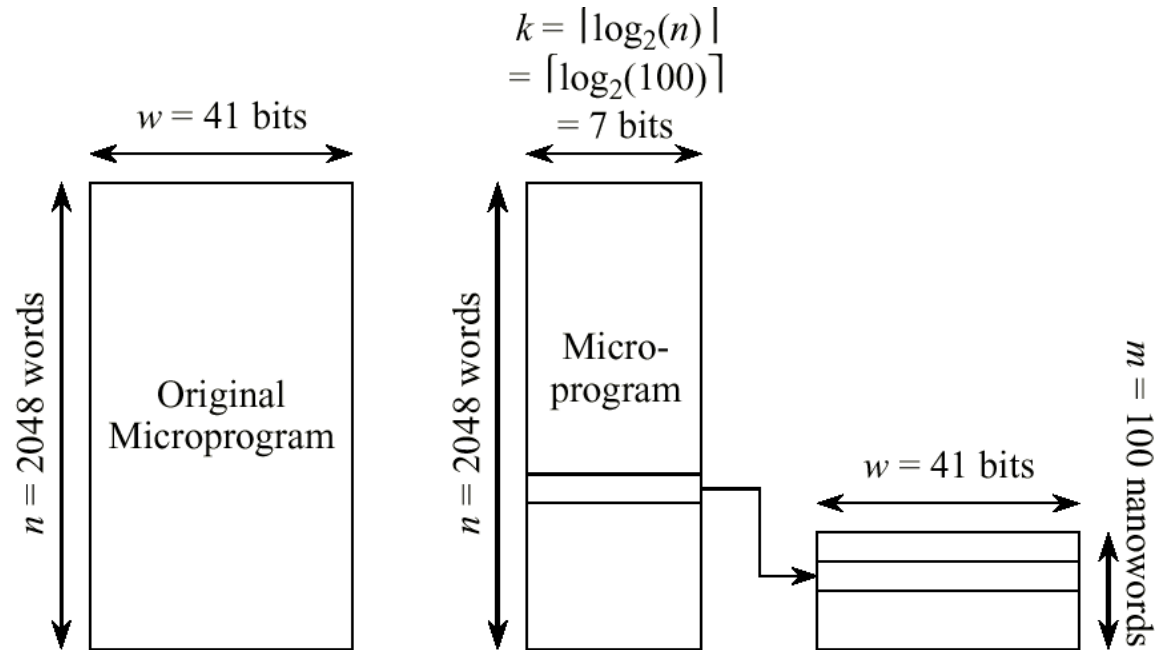 w = 41 bits
n = 2048 words
Original
Microprogram
k = ⌈log₂(n)⌉
= ⌈log₂(100)⌉
= 7 bits
n = 2048 words
Micro-
program
w = 41 bits
m = 100 nanowords